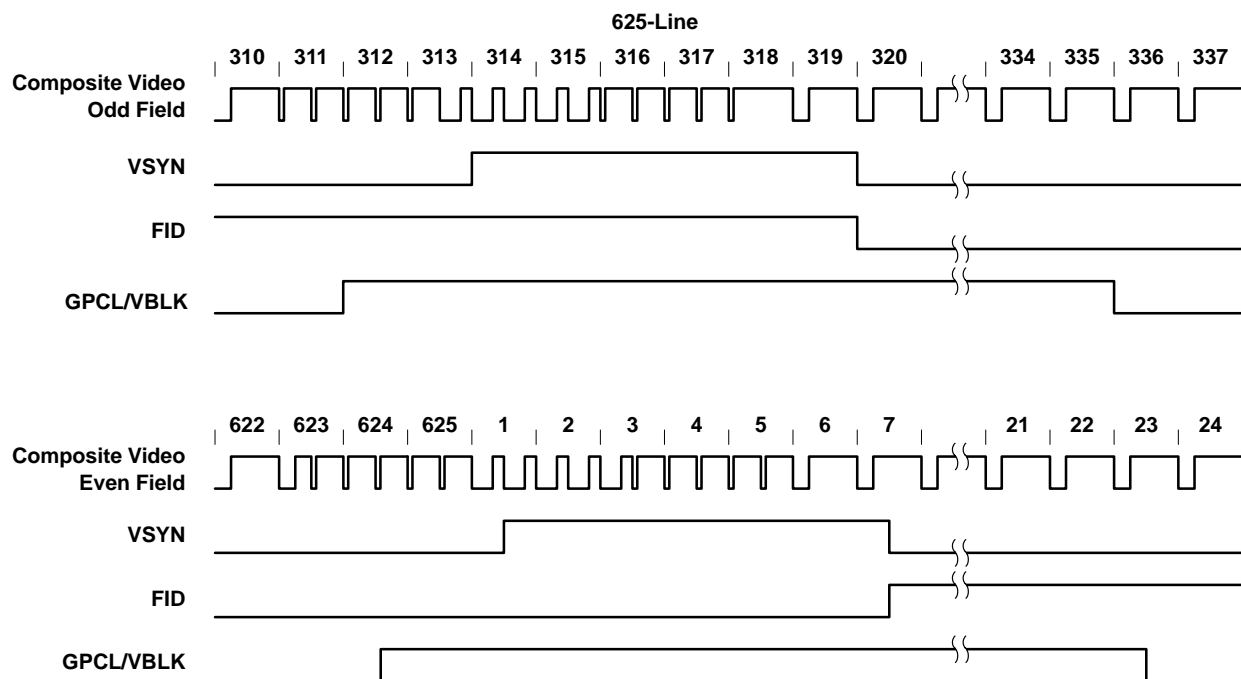 625-Line
310 311 312 313 314 315 316 317 318 319 320 334 335 336 337
Composite Video
Odd Field
VSYN
FID
GPCL/VBLK
622 623 624 625 1 2 3 4 5 6 7 21 22 23 24
Composite Video
Even Field
VSYN
FID
GPCL/VBLK